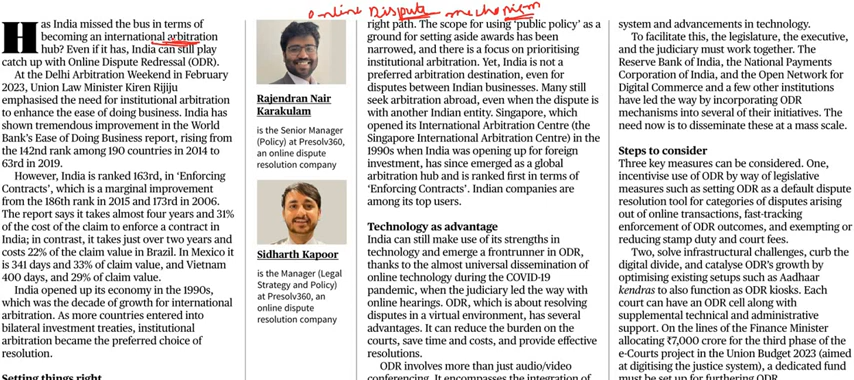 online Dispute mechanism
Has India missed the bus in terms of
becoming an international arbitration
hub? Even if it has, India can still play
catch up with Online Dispute Redressal (ODR).
At the Delhi Arbitration Weekend in February
2023, Union Law Minister Kiren Rijiju
emphasised the need for institutional arbitration
to enhance the ease of doing business. India has
shown tremendous improvement in the World
Bank's Ease of Doing Business report, rising from
the 142nd rank among 190 countries in 2014 to
63rd in 2019.
However, India is ranked 163rd, in 'Enforcing
Contracts', which is a marginal improvement
from the 186th rank in 2015 and 173rd in 2006.
The report says it takes almost four years and 31%
of the cost of the claim to enforce a contract in
India; in contrast, it takes just over two years and
costs 22% of the claim value in Brazil. In Mexico it
is 341 days and 33% of claim value, and Vietnam
400 days, and 29% of claim value.
India opened up its economy in the 1990s,
which was the decade of growth for international
arbitration. As more countries entered into
bilateral investment treaties, institutional
arbitration became the preferred choice of
resolution.
Setting things right
Rajendran Nair
Karakulam
is the Senior Manager
(Policy) at Presolv360,
an online dispute
resolution company
Sidharth Kapoor
is the Manager (Legal
Strategy and Policy)
at Presolv360, an
online dispute
resolution company
right path. The scope for using 'public policy' as a
ground for setting aside awards has been
narrowed, and there is a focus on prioritising
institutional arbitration. Yet, India is not a
preferred arbitration destination, even for
disputes between Indian businesses. Many still
seek arbitration abroad, even when the dispute is
with another Indian entity. Singapore, which
opened its International Arbitration Centre (the
Singapore International Arbitration Centre) in the
1990s when India was opening up for foreign
investment, has since emerged as a global
arbitration hub and is ranked first in terms of
'Enforcing Contracts'. Indian companies are
among its top users.
Technology as advantage
India can still make use of its strengths in
technology and emerge a frontrunner in ODR,
thanks to the almost universal dissemination of
online technology during the COVID-19
pandemic, when the judiciary led the way with
online hearings. ODR, which is about resolving
disputes in a virtual environment, has several
advantages. It can reduce the burden on the
courts, save time and costs, and provide effective
resolutions.
ODR involves more than just audio/video
conferencing. It encompasses the integration of
system and advancements in technology.
To facilitate this, the legislature, the executive,
and the judiciary must work together. The
Reserve Bank of India, the National Payments
Corporation of India, and the Open Network for
Digital Commerce and a few other institutions
have led the way by incorporating ODR
mechanisms into several of their initiatives. The
need now is to disseminate these at a mass scale.
Steps to consider
Three key measures can be considered. One,
incentivise use of ODR by way of legislative
measures such as setting ODR as a default dispute
resolution tool for categories of disputes arising
out of online transactions, fast-tracking
enforcement of ODR outcomes, and exempting or
reducing stamp duty and court fees.
Two, solve infrastructural challenges, curb the
digital divide, and catalyse ODR's growth by
optimising existing setups such as Aadhaar
kendras to also function as ODR kiosks. Each
court can have an ODR cell along with
supplemental technical and administrative
support. On the lines of the Finance Minister
allocating ₹7,000 crore for the third phase of the
e-Courts project in the Union Budget 2023 (aimed
at digitising the justice system), a dedicated fund
must be set up for furthering ODR.